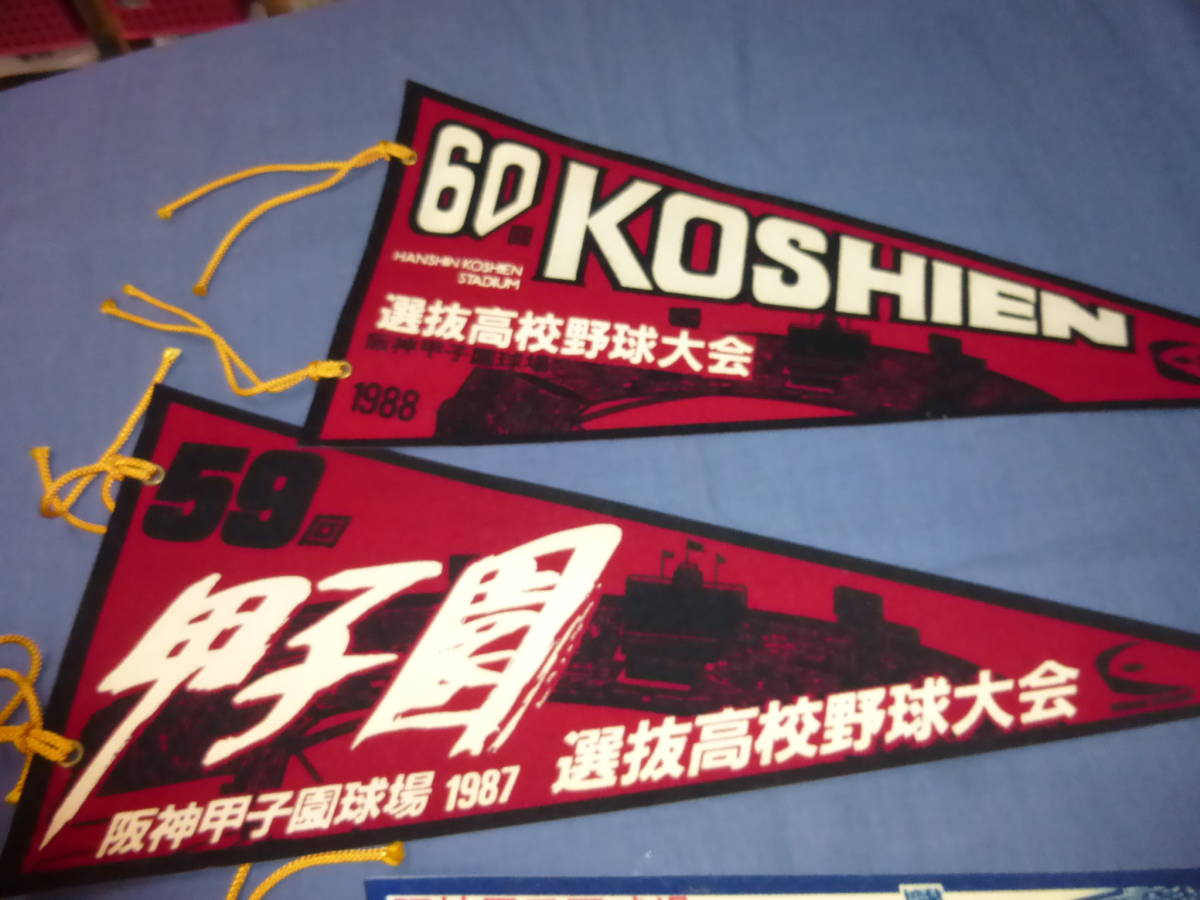 60回
KOSHIEN
HANSHIN KOSHIEN
STADIUM
選抜高校野球大会
阪神甲子園球場
1988
59回
甲子園
阪神甲子園球場 1987
選抜高校野球大会